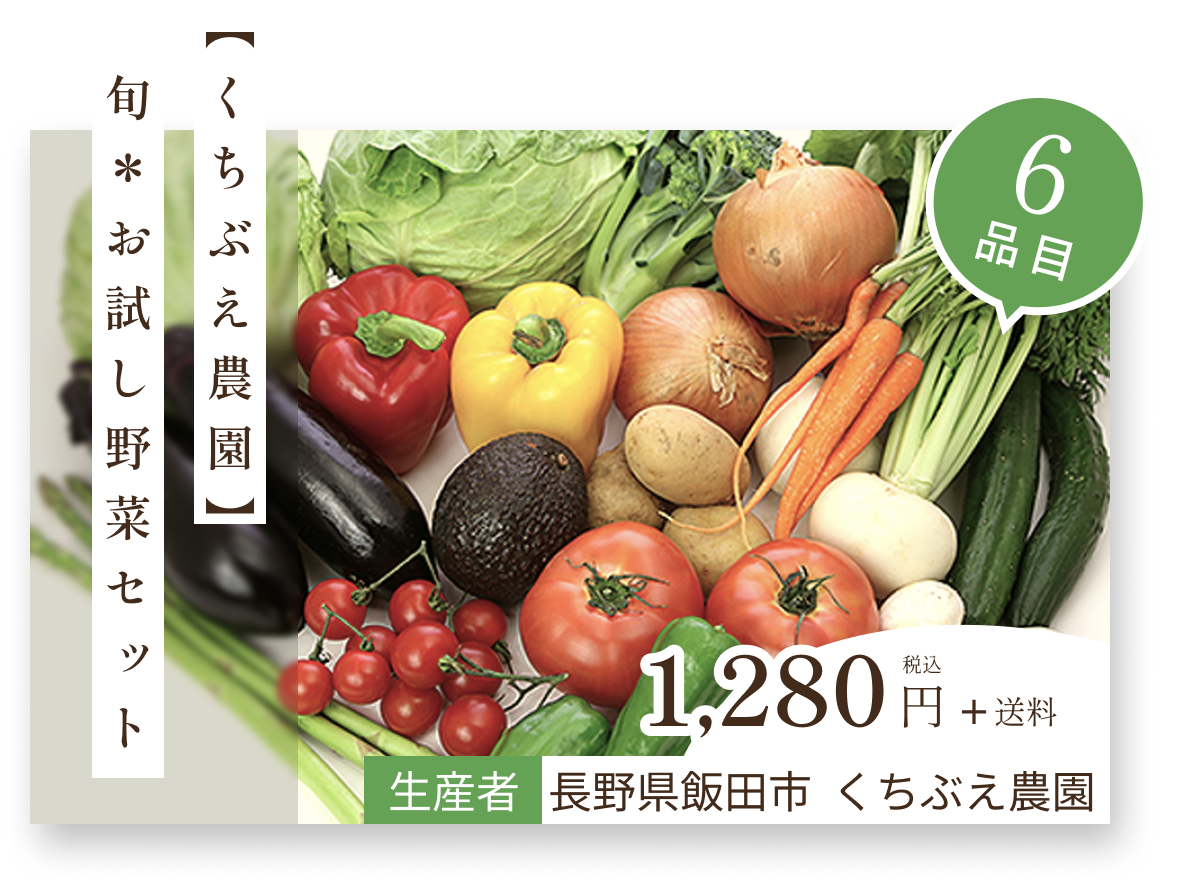 【くちぶえ農園】
旬＊お試し野菜セット
6
品目
1,280円 税込
+送料
生産者 長野県飯田市 くちぶえ農園